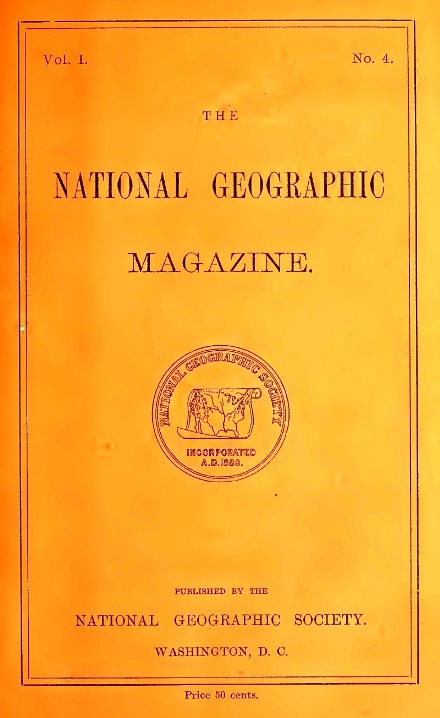 Vol. 1. No. 4.
THE
NATIONAL GEOGRAPHIC
MAGAZINE.
NATIONAL GEOGRAPHIC SOCIETY
INCORPORATED
A.D. 1888.
PUBLISHED BY THE
NATIONAL GEOGRAPHIC SOCIETY.
WASHINGTON, D. C.
Price 50 cents.